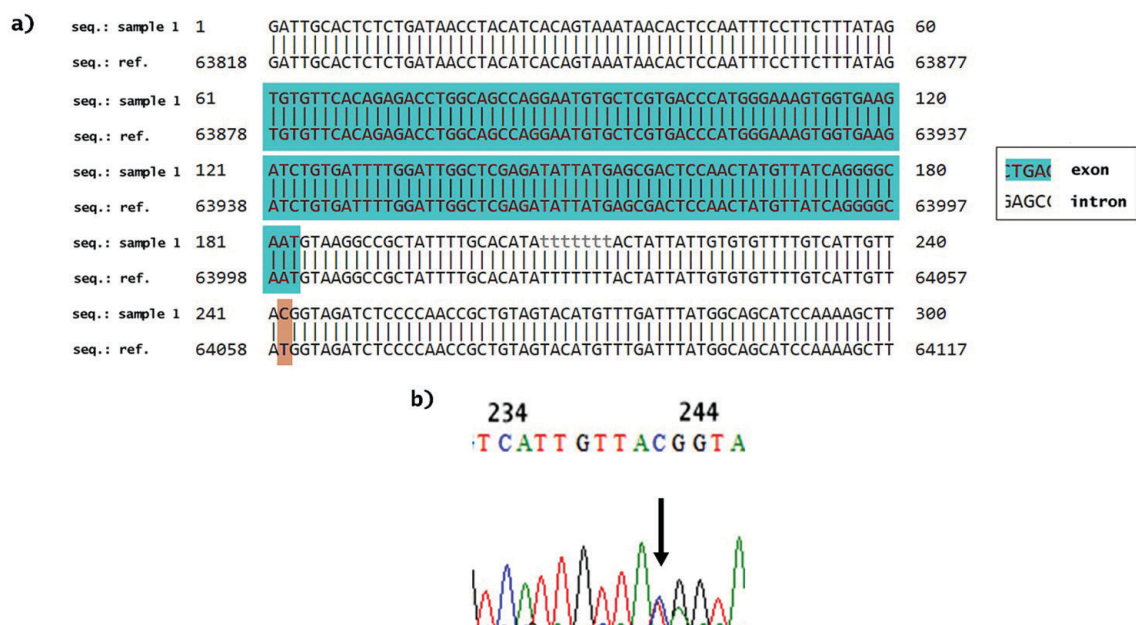 a)
seq.: sample 1 1 GATTGCACTCTCTGATAACCTACATCACAGTAAATAACACTCCAATTTCCTTCTTTATAG 60
seq.: ref. 63818 GATTGCACTCTCTGATAACCTACATCACAGTAAATAACACTCCAATTTCCTTCTTTATAG 63877
seq.: sample 1 61 TGTGTTCACAGAGACCTGGCAGCCAGGAATGTGCTCGTGACCCATGGGAAAGTGGTGAAG 120
seq.: ref. 63878 TGTGTTCACAGAGACCTGGCAGCCAGGAATGTGCTCGTGACCCATGGGAAAGTGGTGAAG 63937
seq.: sample 1 121 ATCTGTGATTTTGGATTGGCTCGAGATATTATGAGCGACTCCAACTATGTTATCAGGGGC 180
seq.: ref. 63938 ATCTGTGATTTTGGATTGGCTCGAGATATTATGAGCGACTCCAACTATGTTATCAGGGGC 63997
seq.: sample 1 181 AATGTAAGGCCGCTATTTTGCACATAtttttttACTATTATTGTGTGTTTTGTCATTGTT 240
seq.: ref. 63998 AATGTAAGGCCGCTATTTTGCACATATTTTTTTACTATTATTGTGTGTTTTGTCATTGTT 64057
seq.: sample 1 241 ACGGTAGATCTCCCCAACCGCTGTAGTACATGTTTGATTTATGGCAGCATCCAAAAGCTT 300
seq.: ref. 64058 ATGGTAGATCTCCCCAACCGCTGTAGTACATGTTTGATTTATGGCAGCATCCAAAAGCTT 64117
CTGAG exon
GAGCC intron
b)
234 244
TCATTGTTACGGTA